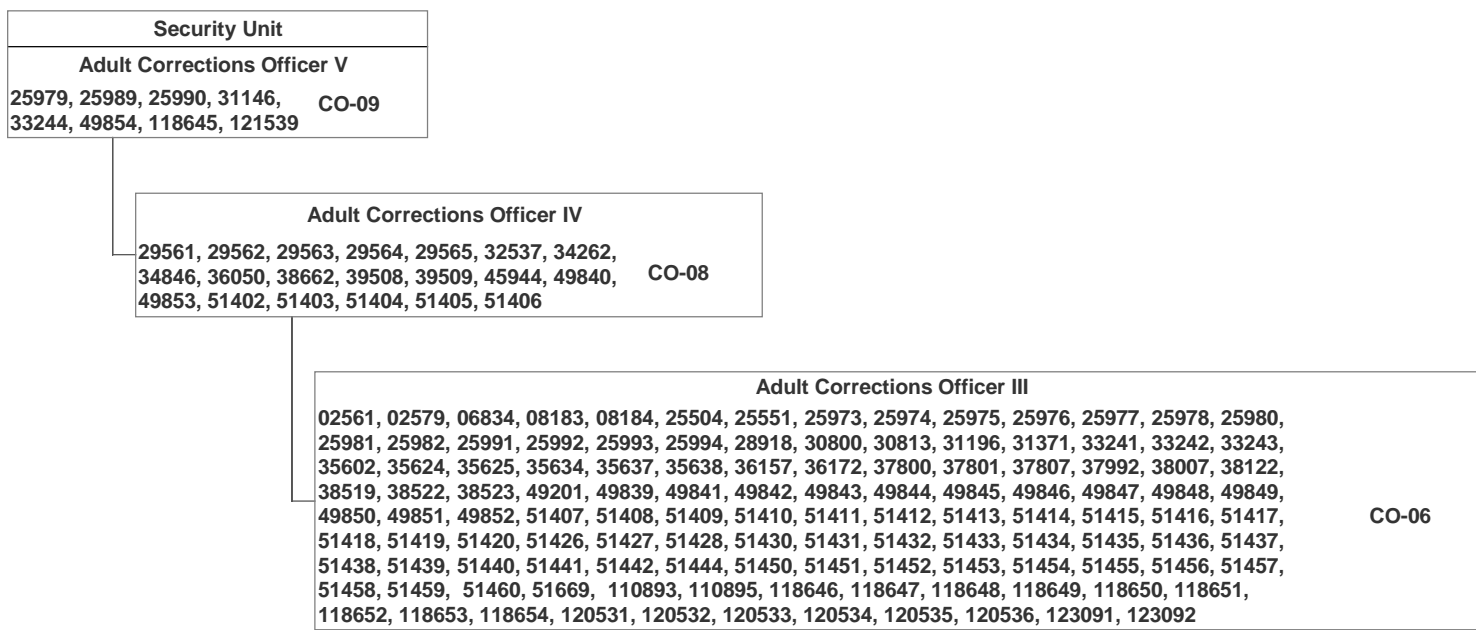 Security Unit
Adult Corrections Officer V
25979, 25989, 25990, 31146,
33244, 49854, 118645, 121539
CO-09
Adult Corrections Officer IV
29561, 29562, 29563, 29564, 29565, 32537, 34262,
34846, 36050, 38662, 39508, 39509, 45944, 49840,
49853, 51402, 51403, 51404, 51405, 51406
CO-08
Adult Corrections Officer III
02561, 02579, 06834, 08183, 08184, 25504, 25551, 25973, 25974, 25975, 25976, 25977, 25978, 25980,
25981, 25982, 25991, 25992, 25993, 25994, 28918, 30800, 30813, 31196, 31371, 33241, 33242, 33243,
35602, 35624, 35625, 35634, 35637, 35638, 36157, 36172, 37800, 37801, 37807, 37992, 38007, 38122,
38519, 38522, 38523, 49201, 49839, 49841, 49842, 49843, 49844, 49845, 49846, 49847, 49848, 49849,
49850, 49851, 49852, 51407, 51408, 51409, 51410, 51411, 51412, 51413, 51414, 51415, 51416, 51417,
51418, 51419, 51420, 51426, 51427, 51428, 51430, 51431, 51432, 51433, 51434, 51435, 51436, 51437,
51438, 51439, 51440, 51441, 51442, 51444, 51450, 51451, 51452, 51453, 51454, 51455, 51456, 51457,
51458, 51459, 51460, 51669, 110893, 110895, 118646, 118647, 118648, 118649, 118650, 118651,
118652, 118653, 118654, 120531, 120532, 120533, 120534, 120535, 120536, 123091, 123092
CO-06